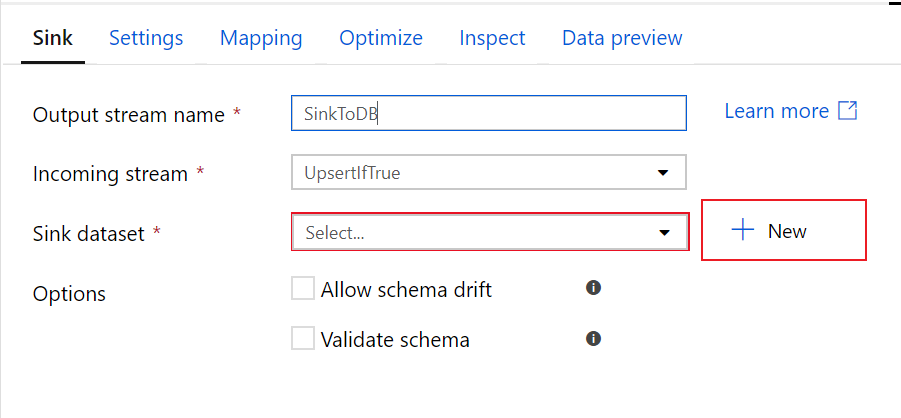 Sink Settings Mapping Optimize Inspect Data preview
Output stream name * SinkToDB Learn more
Incoming stream * UpsertIfTrue
Sink dataset * Select... + New
Options Allow schema drift
Validate schema